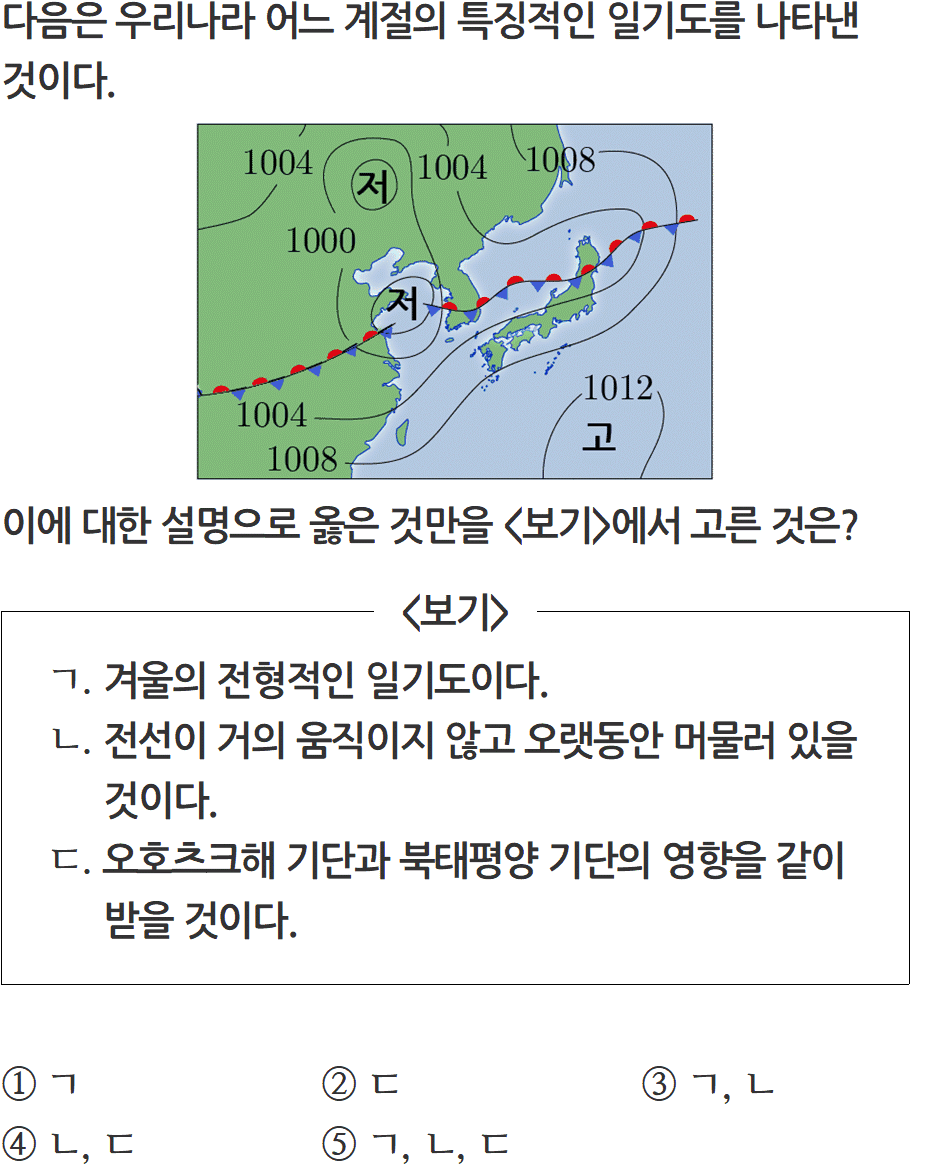 다음은 우리나라 어느 계절의 특징적인 일기도를 나타낸
것이다.
1004
저
1004
1008
1000
저
1012
1004
고
1008
이에 대한 설명으로 옳은 것만을 <보기>에서 고른 것은?
<보기>
ㄱ. 겨울의 전형적인 일기도이다.
ㄴ. 전선이 거의 움직이지 않고 오랫동안 머물러 있을
것이다.
ㄷ. 오호츠크해 기단과 북태평양 기단의 영향을 같이
받을 것이다.
① ㄱ ② ㄷ ③ ㄱ, ㄴ
④ ㄴ, ㄷ ⑤ ㄱ, ㄴ, ㄷ